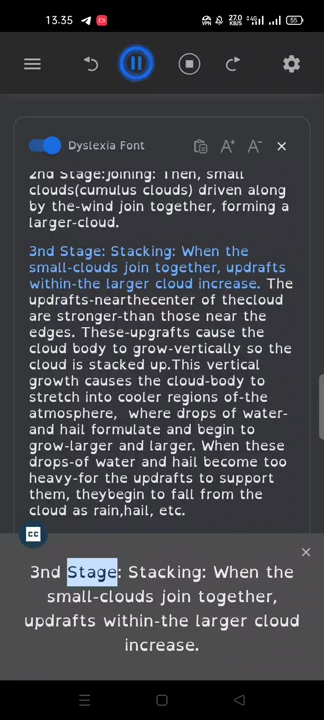 13.35
27.0
KB/s
55
Dyslexia Font
A+
A-
2nd Stage:Joining: Then, small
clouds(cumulus clouds) driven along
by the-wind join together, forming a
larger-cloud.
3nd Stage: Stacking: When the
small-clouds join together, updrafts
within-the larger cloud increase. The
updrafts-nearthecenter of thecloud
are stronger-than those near the
edges. These-upgrafts cause the
cloud body to grow-vertically so the
cloud is stacked up.This vertical
growth causes the cloud-body to
stretch into cooler regions of-the
atmosphere, where drops of water-
and hail formulate and begin to
grow-larger and larger. When these
drops-of water and hail become too
heavy-for the updrafts to support
them, theybegin to fall from the
cloud as rain,hail, etc.
CC
3nd Stage: Stacking: When the
small-clouds join together,
updrafts within-the larger cloud
increase.